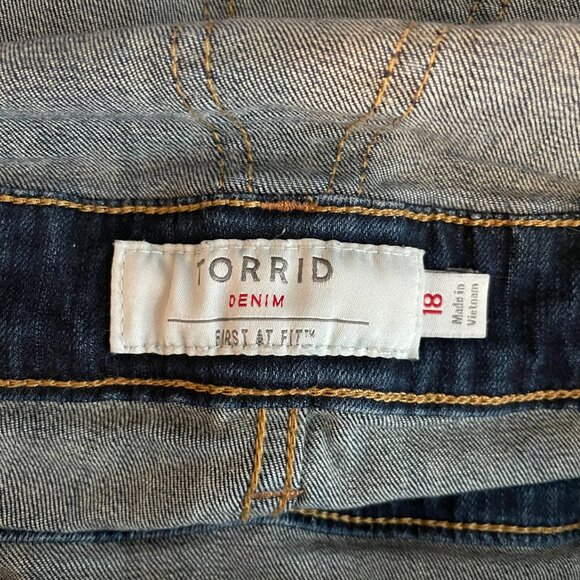 TORRID
DENIM
FIRST AT FIT™
18
Made in
Vietnam